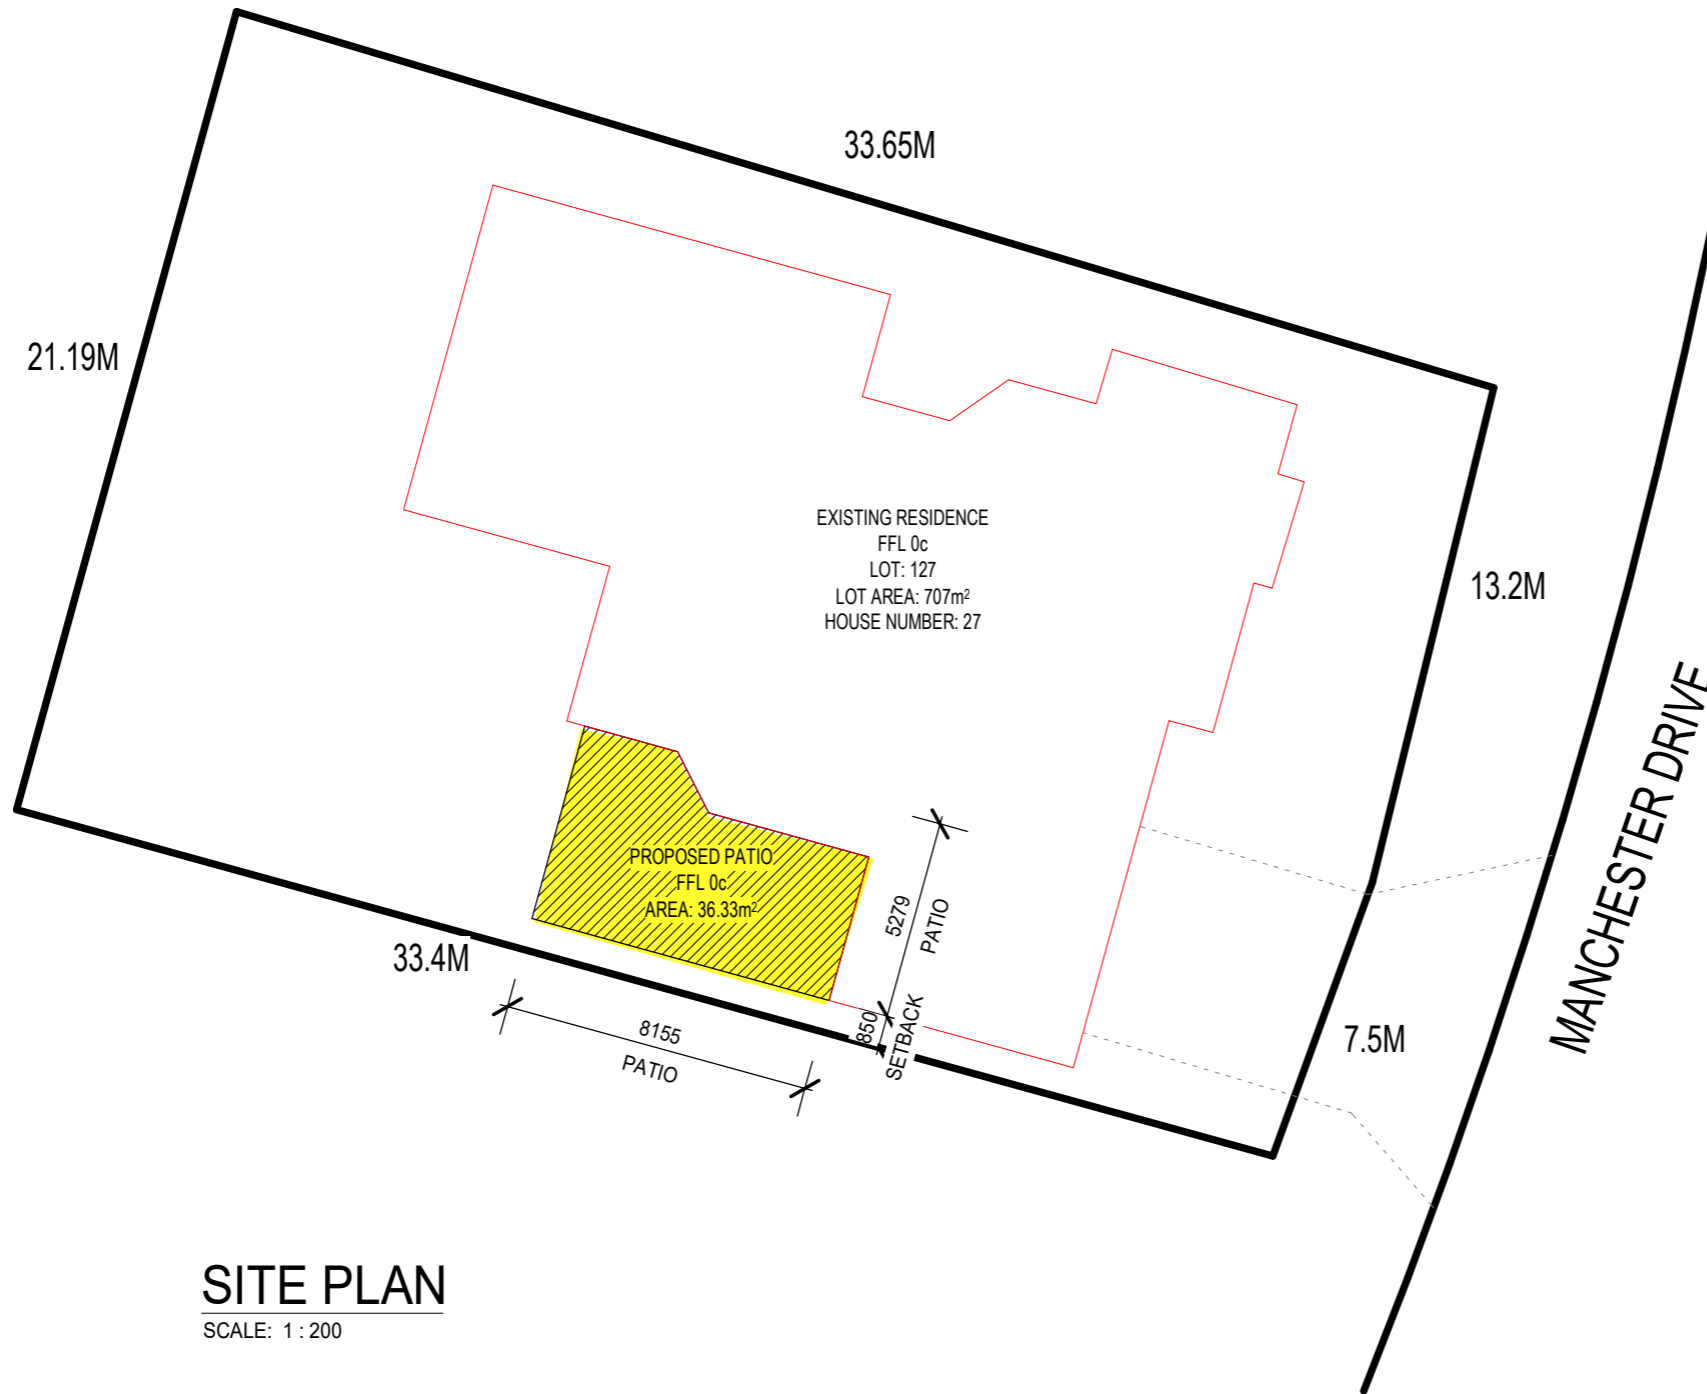 33.65M
21.19M
EXISTING RESIDENCE
FFL 0c
LOT: 127
LOT AREA: 707m²
HOUSE NUMBER: 27
13.2M
MANCHESTER DRIVE
PROPOSED PATIO
FFL 0c
AREA: 36.33m²
5279
PATIO
33.4M
8155
PATIO
850
SETBACK
7.5M
SITE PLAN
SCALE: 1 : 200